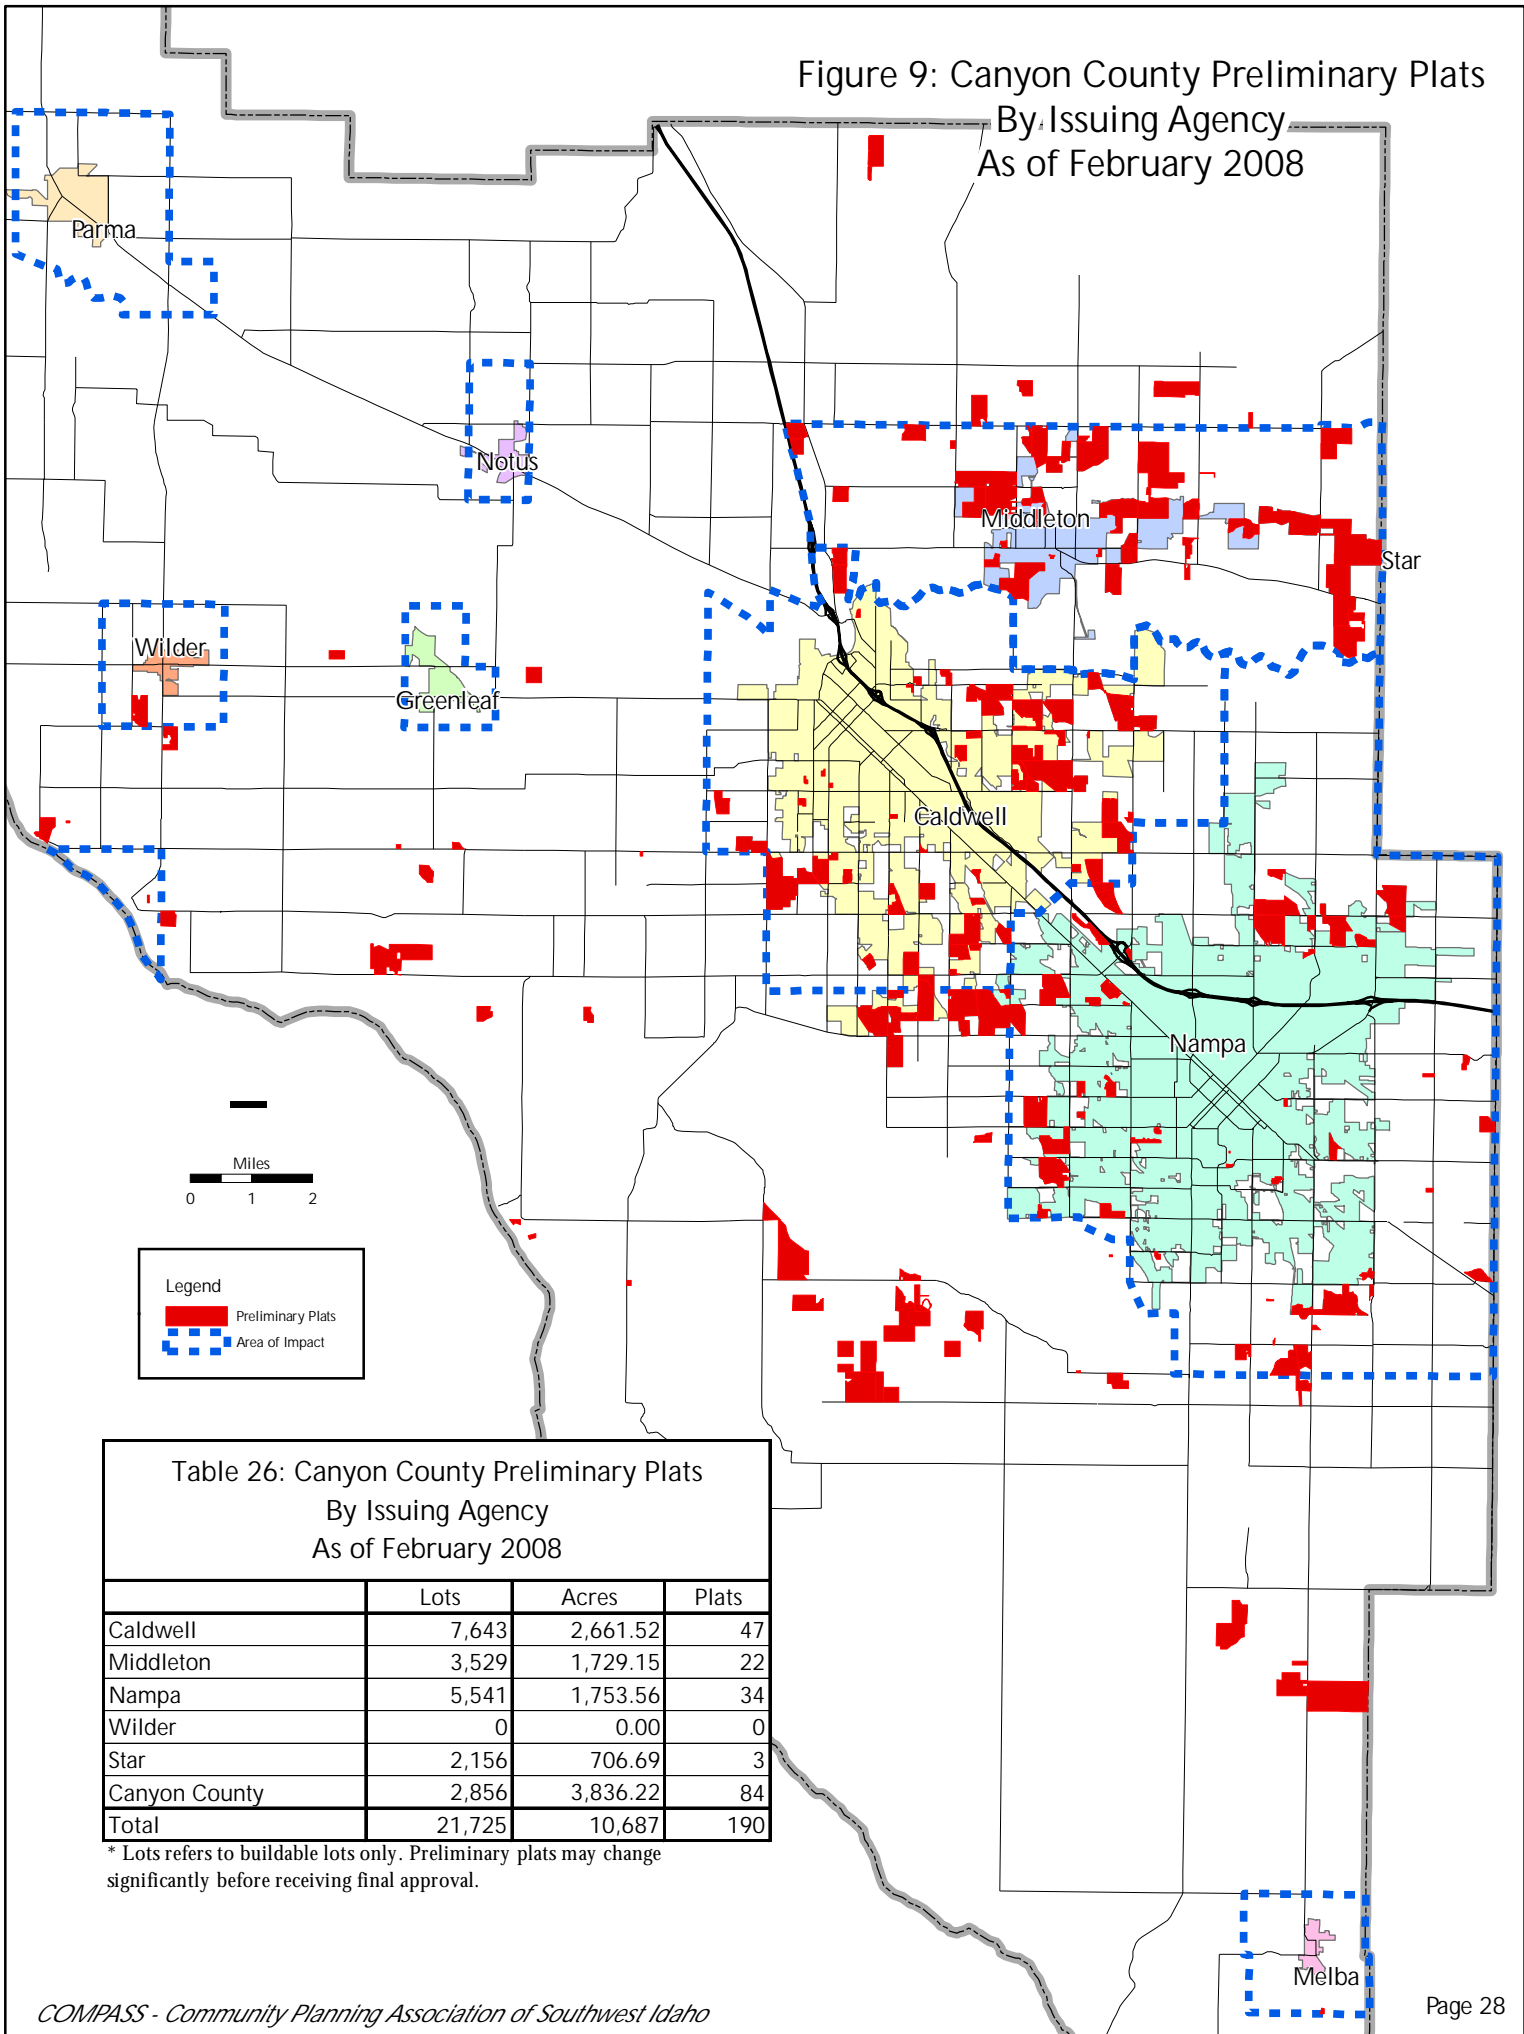 Figure 9: Canyon County Preliminary Plats
By Issuing Agency
As of February 2008
Parma
Notus
Middleton
Star
Wilder
Greenleaf
Caldwell
Nampa
Miles
0 1 2
Legend
Preliminary Plats
Area of Impact
Table 26: Canyon County Preliminary Plats
By Issuing Agency
As of February 2008
Lots Acres Plats
Caldwell 7,643 2,661.52 47
Middleton 3,529 1,729.15 22
Nampa 5,541 1,753.56 34
Wilder 0 0.00 0
Star 2,156 706.69 3
Canyon County 2,856 3,836.22 84
Total 21,725 10,687 190
* Lots refers to buildable lots only. Preliminary plats may change
significantly before receiving final approval.
Melba
COMPASS - Community Planning Association of Southwest Idaho
Page 28